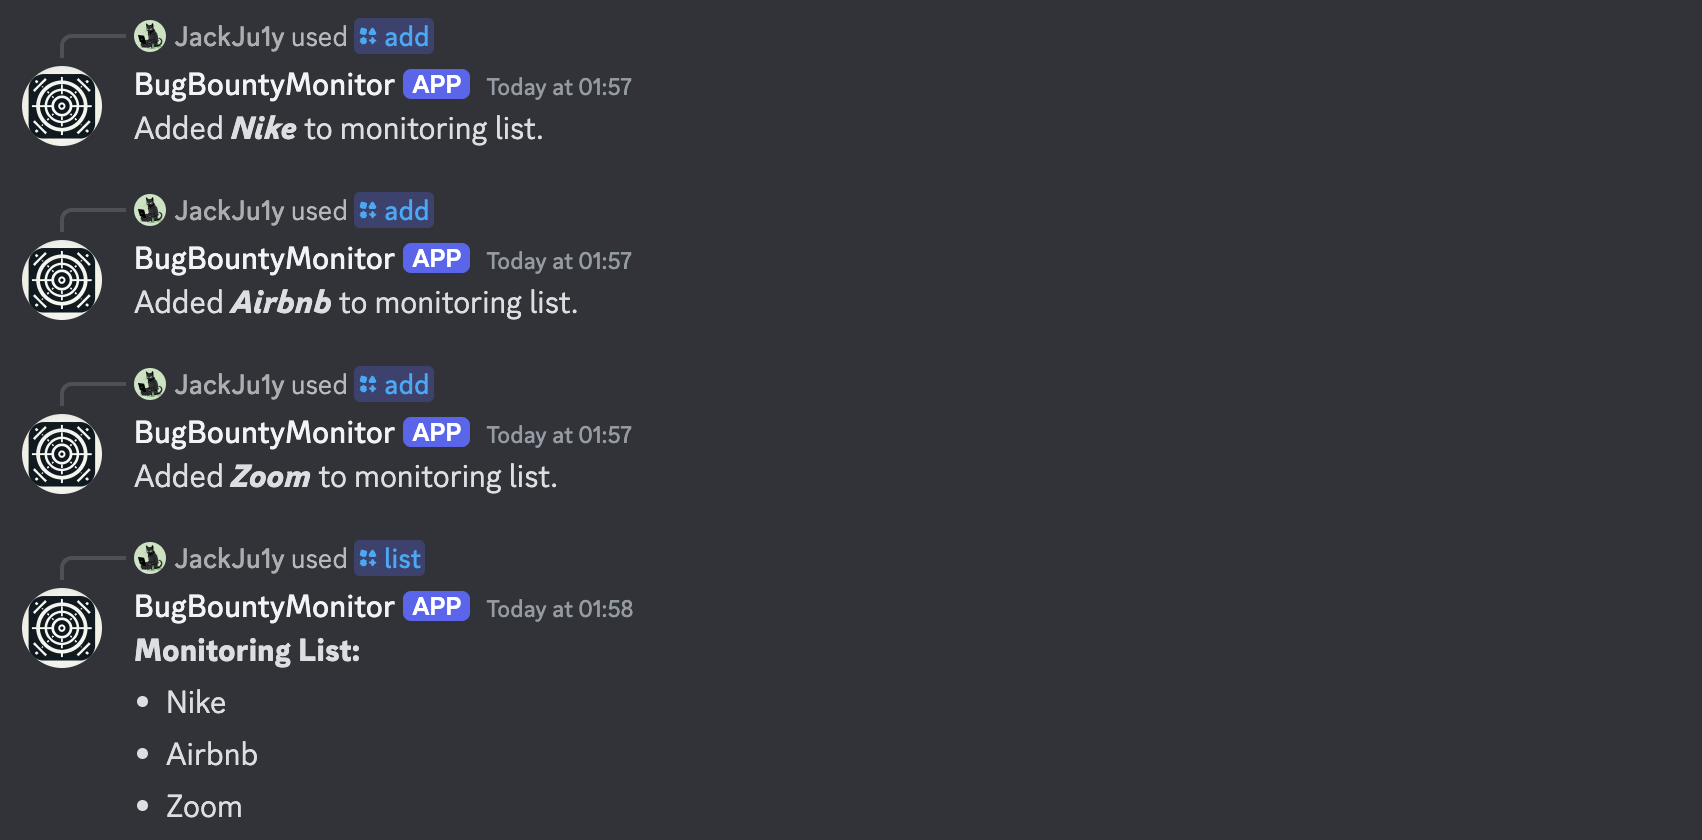 JackJu1y used add
BugBountyMonitor APP Today at 01:57
Added Nike to monitoring list.
JackJu1y used add
BugBountyMonitor APP Today at 01:57
Added Airbnb to monitoring list.
JackJu1y used add
BugBountyMonitor APP Today at 01:57
Added Zoom to monitoring list.
JackJu1y used list
BugBountyMonitor APP Today at 01:58
Monitoring List:
• Nike
• Airbnb
• Zoom